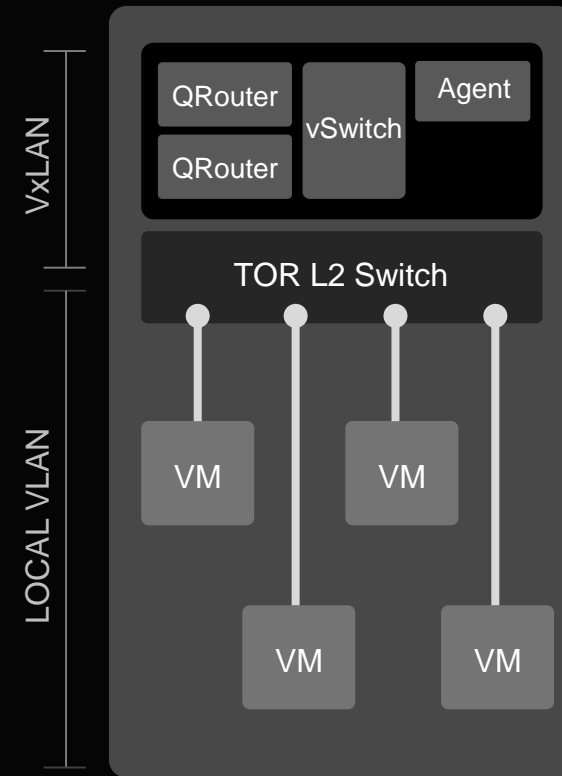 VxLAN
QRouter
QRouter
vSwitch
Agent
TOR L2 Switch
LOCAL VLAN
VM
VM
VM
VM